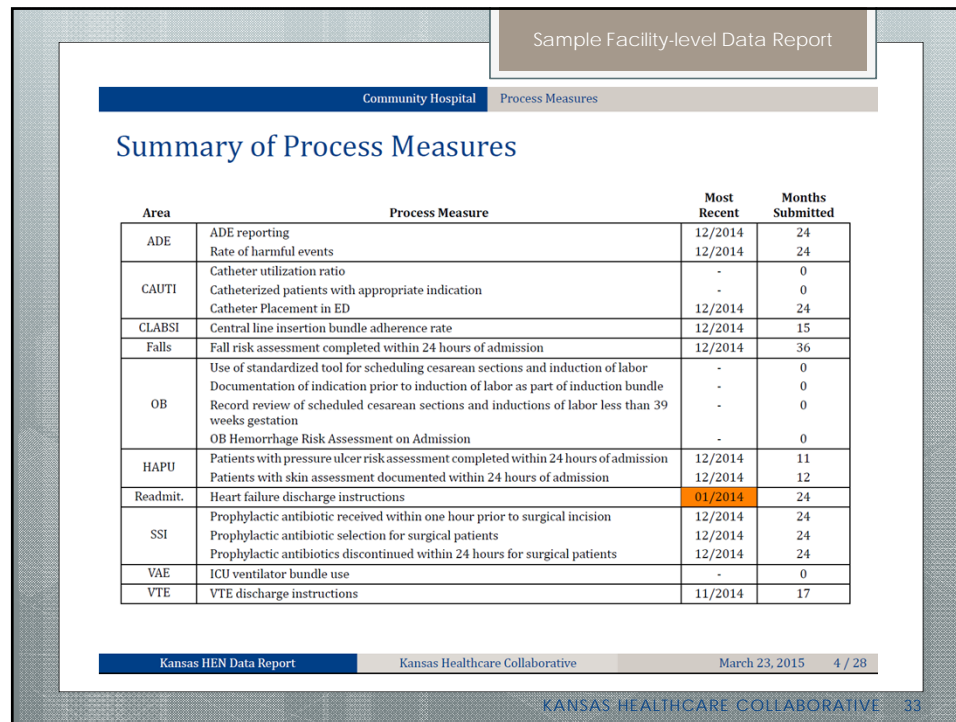 Sample Facility-level Data Report
Community Hospital Process Measures
Summary of Process Measures
Area Process Measure Most Recent Months Submitted
ADE ADE reporting 12/2014 24
Rate of harmful events 12/2014 24
CAUTI Catheter utilization ratio - 0
Catheterized patients with appropriate indication - 0
Catheter Placement in ED 12/2014 24
CLABSI Central line insertion bundle adherence rate 12/2014 15
Falls Fall risk assessment completed within 24 hours of admission 12/2014 36
OB Use of standardized tool for scheduling cesarean sections and induction of labor - 0
Documentation of indication prior to induction of labor as part of induction bundle - 0
Record review of scheduled cesarean sections and inductions of labor less than 39 - 0
weeks gestation
OB Hemorrhage Risk Assessment on Admission - 0
HAPU Patients with pressure ulcer risk assessment completed within 24 hours of admission 12/2014 11
Patients with skin assessment documented within 24 hours of admission 12/2014 12
Readmit. Heart failure discharge instructions 01/2014 24
SSI Prophylactic antibiotic received within one hour prior to surgical incision 12/2014 24
Prophylactic antibiotic selection for surgical patients 12/2014 24
Prophylactic antibiotics discontinued within 24 hours for surgical patients 12/2014 24
VAE ICU ventilator bundle use - 0
VTE VTE discharge instructions 11/2014 17
Kansas HEN Data Report Kansas Healthcare Collaborative March 23, 2015 4 / 28
KANSAS HEALTHCARE COLLABORATIVE 33